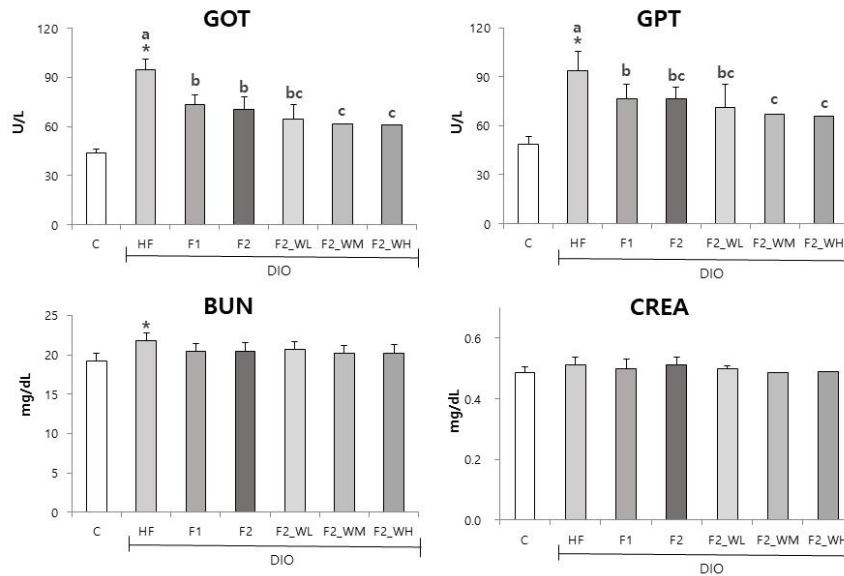 GOT
120
90
60
30
0
U/L
a
*
b
b
bc
c
c
C HF F1 F2 F2_WL F2_WM F2_WH
DIO
GPT
120
90
60
30
0
U/L
a
*
b
bc
bc
c
c
C HF F1 F2 F2_WL F2_WM F2_WH
DIO
BUN
25
20
15
10
5
0
mg/dL
*
C HF F1 F2 F2_WL F2_WM F2_WH
DIO
CREA
0.6
0.4
0.2
0.0
mg/dL
C HF F1 F2 F2_WL F2_WM F2_WH
DIO